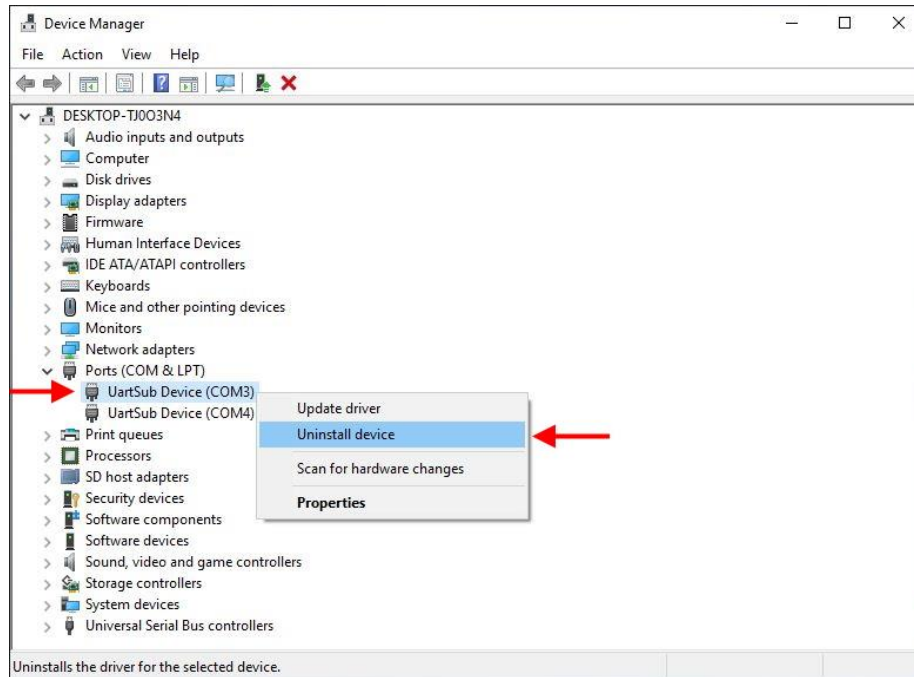 Device Manager
File Action View Help
DESKTOP-TJ0O3N4
Audio inputs and outputs
Computer
Disk drives
Display adapters
Firmware
Human Interface Devices
IDE ATA/ATAPI controllers
Keyboards
Mice and other pointing devices
Monitors
Network adapters
Ports (COM & LPT)
UartSub Device (COM3)
UartSub Device (COM4)
Print queues
Processors
SD host adapters
Security devices
Software components
Software devices
Sound, video and game controllers
Storage controllers
System devices
Universal Serial Bus controllers
Update driver
Uninstall device
Scan for hardware changes
Properties
Uninstalls the driver for the selected device.